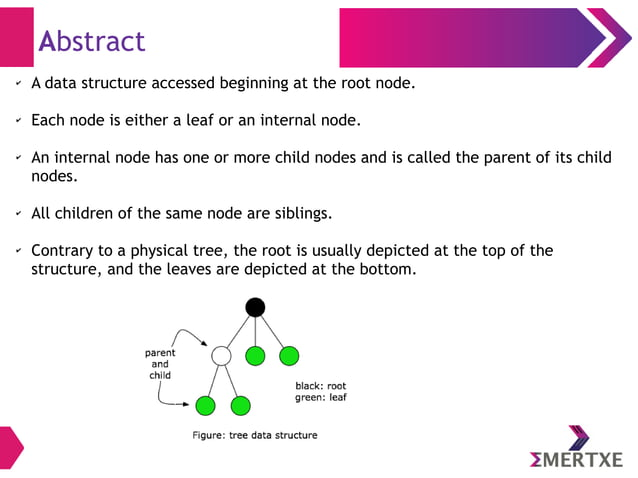 Abstract
✔ A data structure accessed beginning at the root node.
✔ Each node is either a leaf or an internal node.
✔ An internal node has one or more child nodes and is called the parent of its child
nodes.
✔ All children of the same node are siblings.
✔ Contrary to a physical tree, the root is usually depicted at the top of the
structure, and the leaves are depicted at the bottom.
parent
and
child
black: root
green: leaf
Figure: tree data structure
EMERTXE